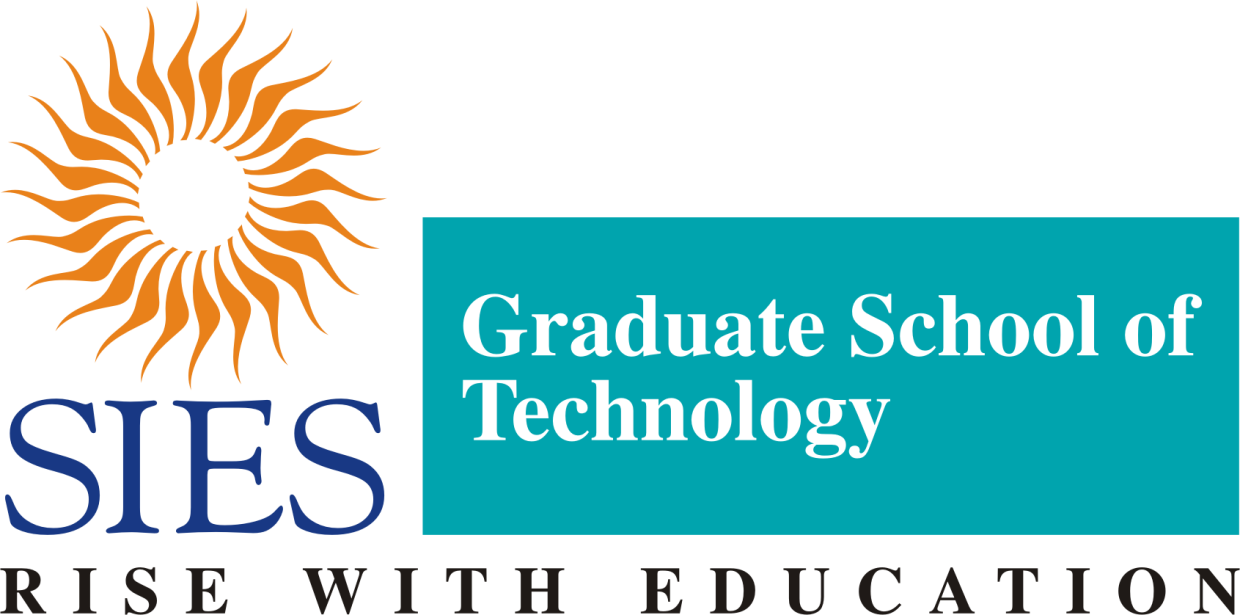 SIES
Graduate School of
Technology
RISE WITH EDUCATION